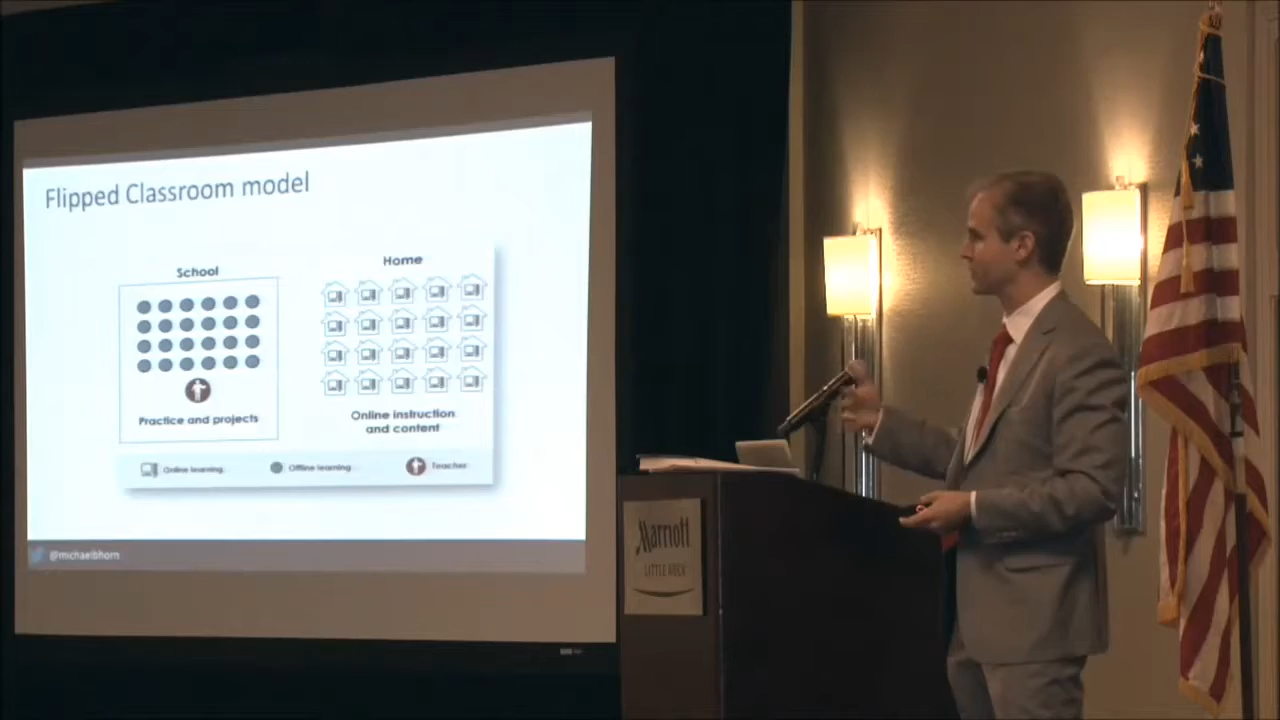 Flipped Classroom model
School
Home
Practice and projects
Online instruction
and content
Online learning
Offline learning
Teacher
@michaelbhorn
Marriott
LITTLE ROCK